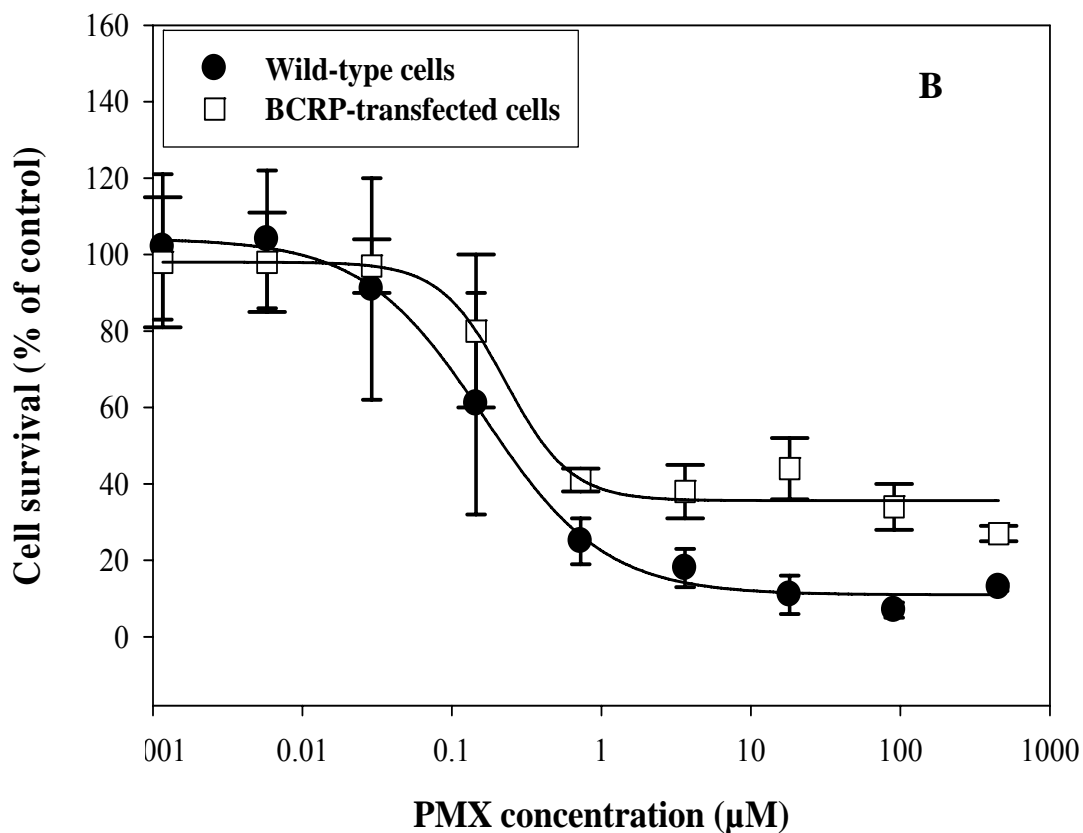 160
140
120
100
80
60
40
20
0
Cell survival (% of control)
Wild-type cells
BCRP-transfected cells
B
001 0.01 0.1 1 10 100 1000
PMX concentration (µM)